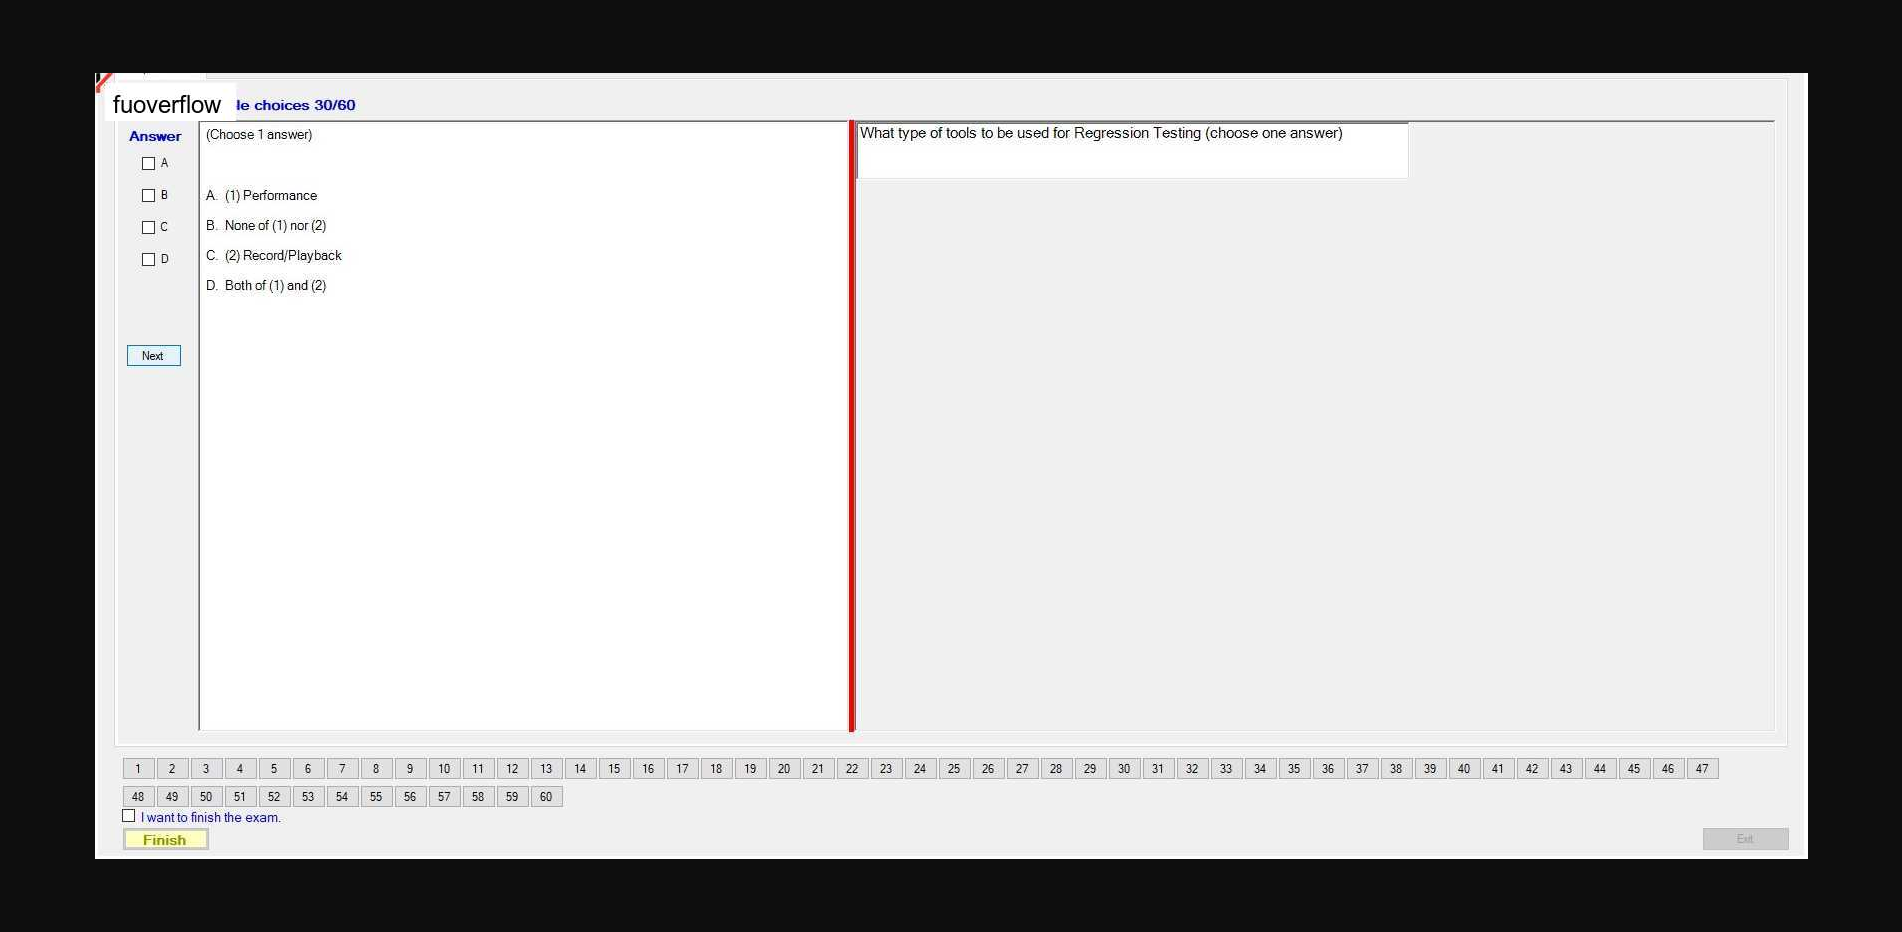 fuoverflow
le choices 30/60
Answer
(Choose 1 answer)
What type of tools to be used for Regression Testing (choose one answer)
A
B
C
D
A. (1) Performance
B. None of (1) nor (2)
C. (2) Record/Playback
D. Both of (1) and (2)
Next
1 2 3 4 5 6 7 8 9 10 11 12 13 14 15 16 17 18 19 20 21 22 23 24 25 26 27 28 29 30 31 32 33 34 35 36 37 38 39 40 41 42 43 44 45 46 47
48 49 50 51 52 53 54 55 56 57 58 59 60
I want to finish the exam.
Finish
Exit